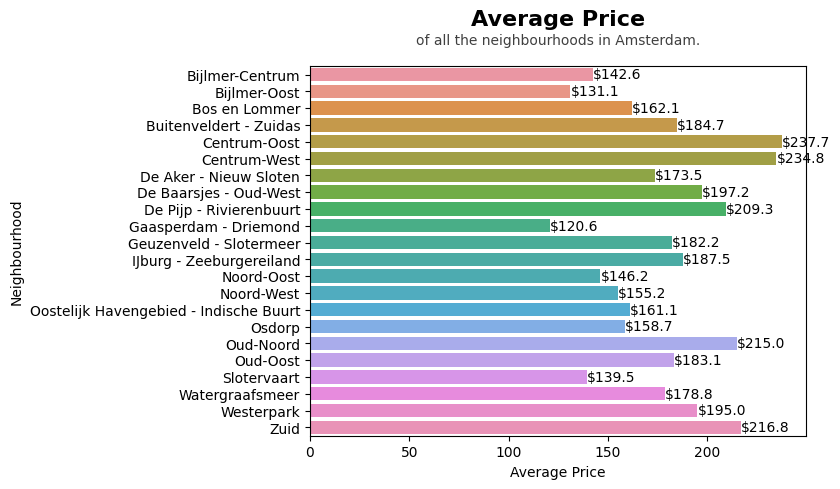 Average Price
of all the neighbourhoods in Amsterdam.
Neighbourhood
Bijlmer-Centrum $142.6
Bijlmer-Oost $131.1
Bos en Lommer $162.1
Buitenveldert - Zuidas $184.7
Centrum-Oost $237.7
Centrum-West $234.8
De Aker - Nieuw Sloten $173.5
De Baarsjes - Oud-West $197.2
De Pijp - Rivierenbuurt $209.3
Gaasperdam - Driemond $120.6
Geuzenveld - Slotermeer $182.2
IJburg - Zeeburgereiland $187.5
Noord-Oost $146.2
Noord-West $155.2
Oostelijk Havengebied - Indische Buurt $161.1
Osdorp $158.7
Oud-Noord $215.0
Oud-Oost $183.1
Slotervaart $139.5
Watergraafsmeer $178.8
Westerpark $195.0
Zuid $216.8
0 50 100 150 200
Average Price